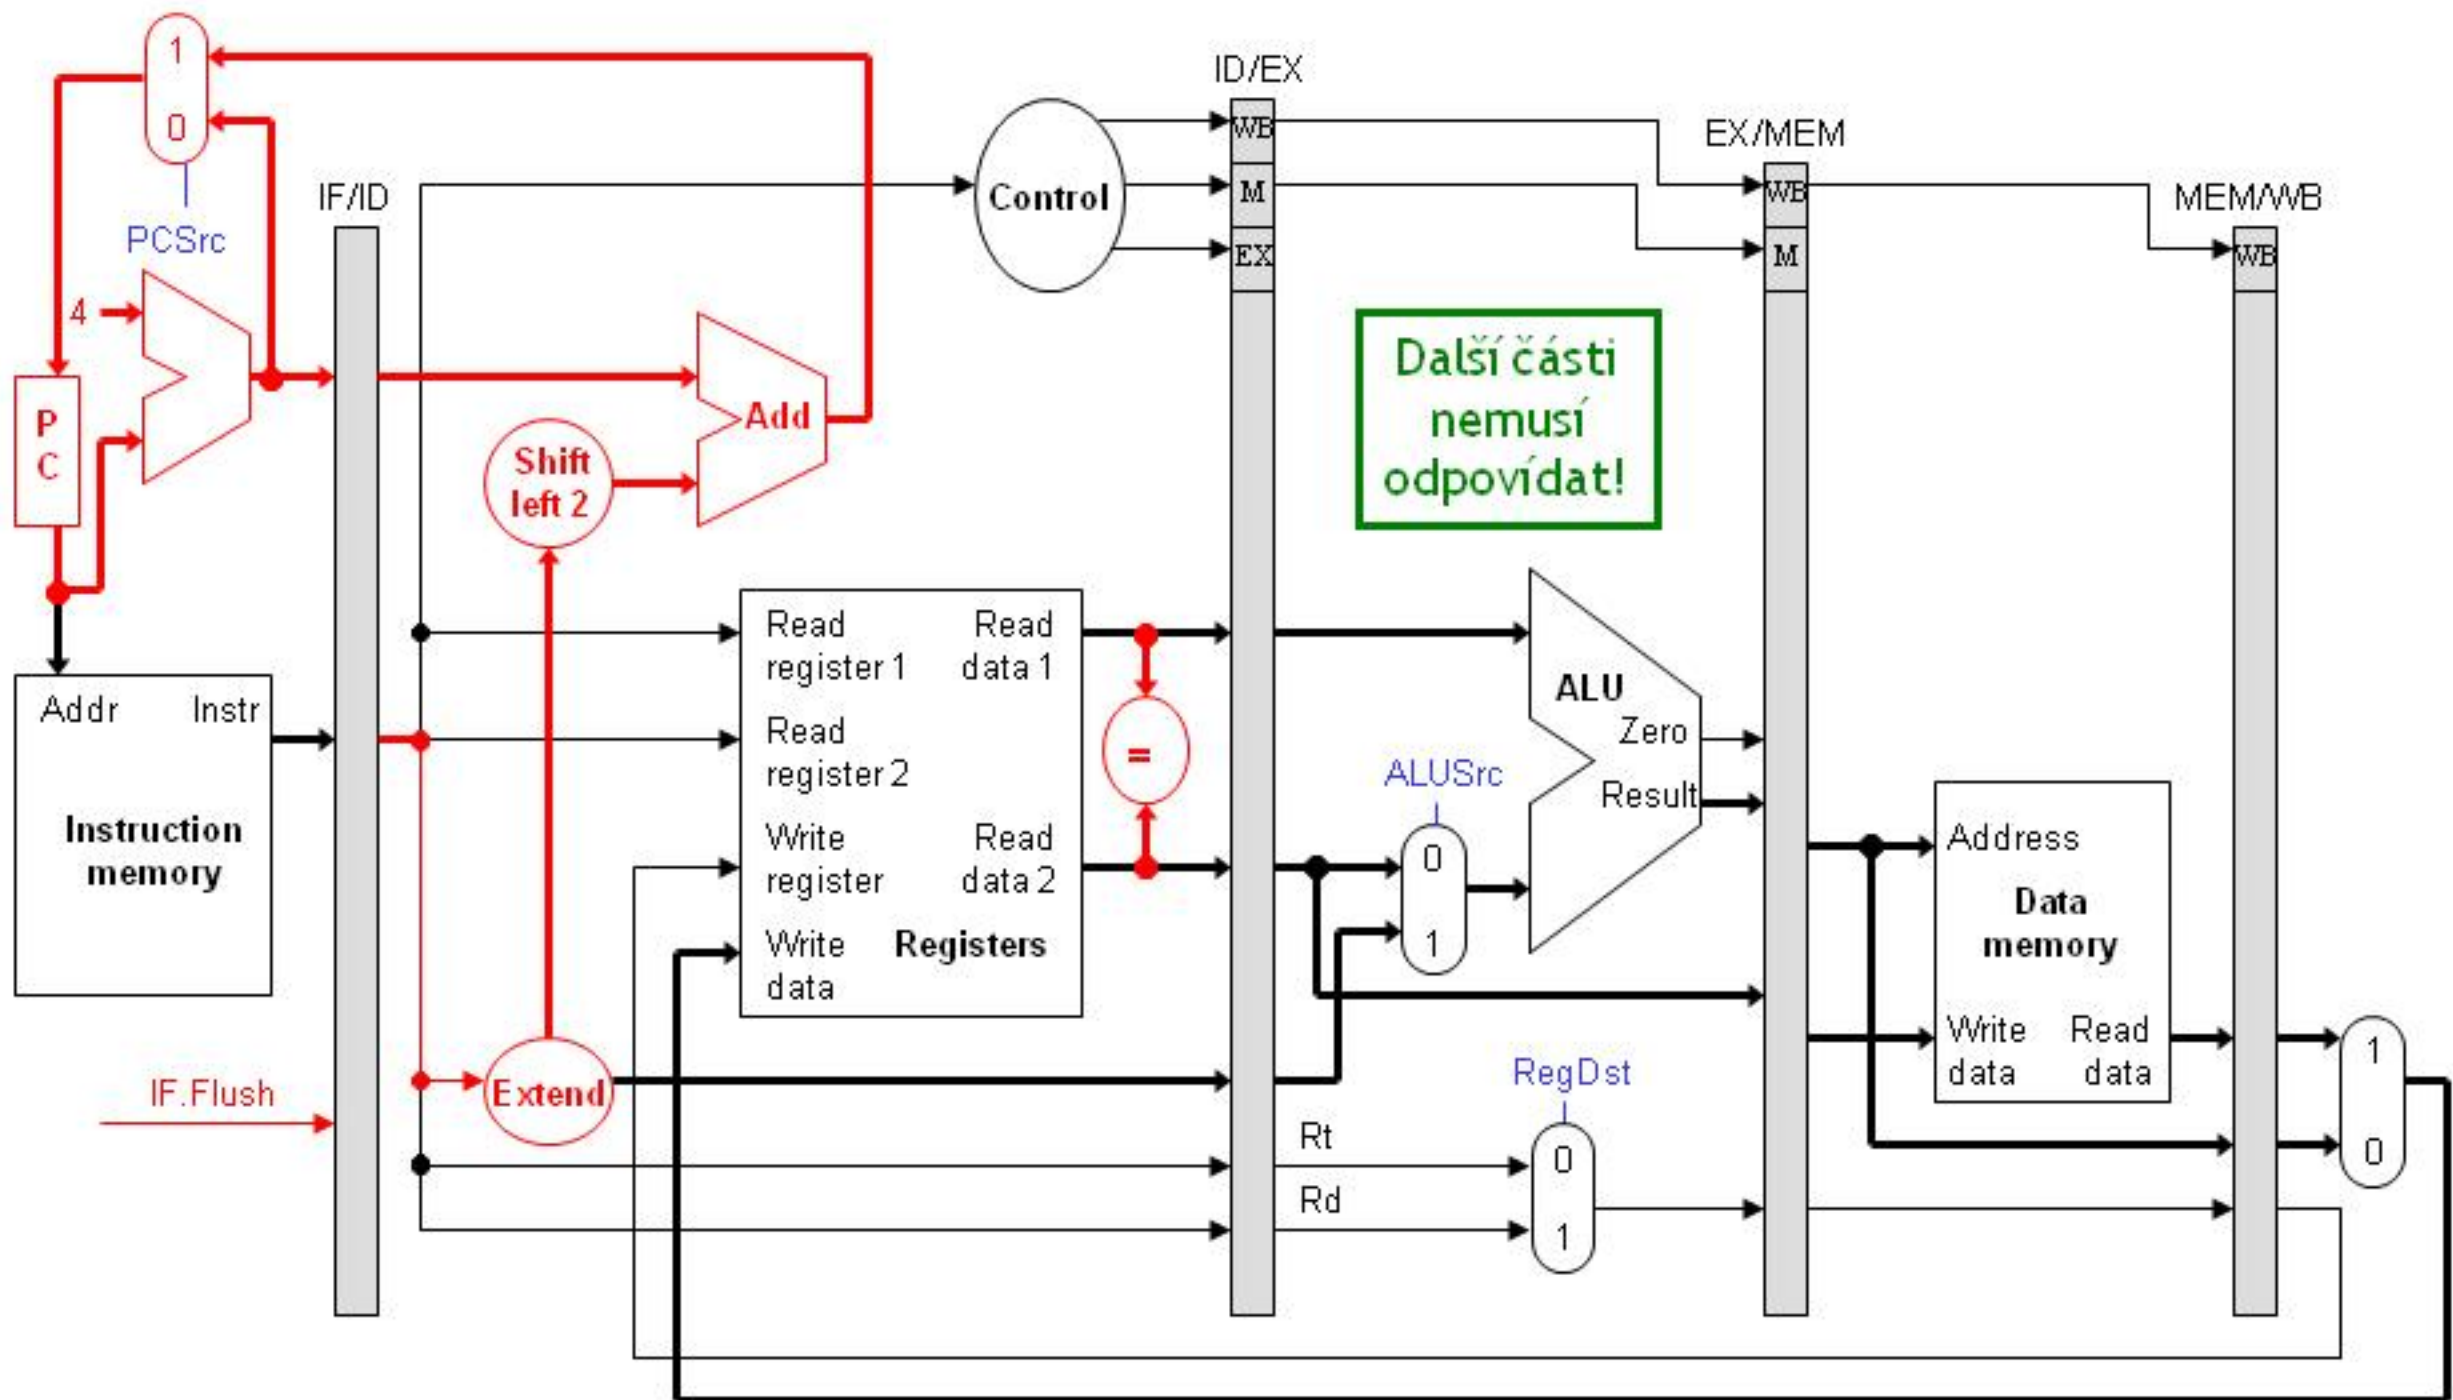 1
0
PCSrc
4
P
C
IF/ID
Shift
left 2
Add
Control
ID/EX
WB
M
EX
EX/MEM
WB
M
MEM/WB
WB
Další části
nemusí
odpovídat!
Addr Instr
Instruction
memory
IF.Flush
Extend
Read
register 1
Read
data 1
Read
register 2
Write
register
Read
data 2
Write
data
Registers
=
ALUSrc
0
1
ALU
Zero
Result
RegDst
Rt
Rd
0
1
Address
Data
memory
Write
data
Read
data
1
0